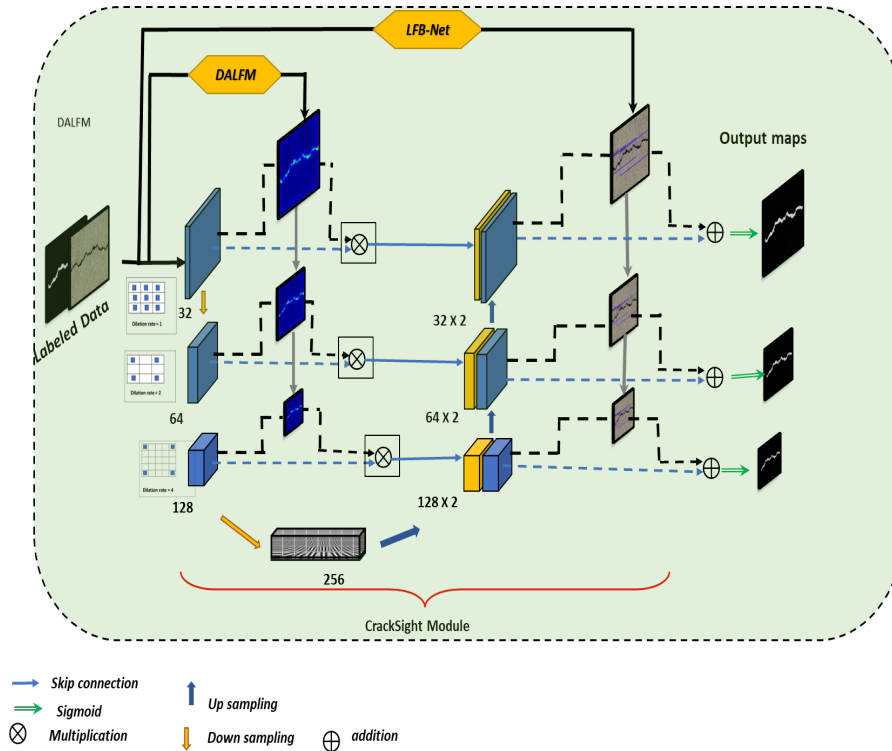 LFB-Net
DALFM
DALFM
Output maps
Labeled Data
Dilation rate = 1
32
32 X 2
Dilation rate = 2
64
64 X 2
Dilation rate = 4
128
128 X 2
256
CrackSight Module
Skip connection
Sigmoid
Multiplication
Up sampling
Down sampling
addition